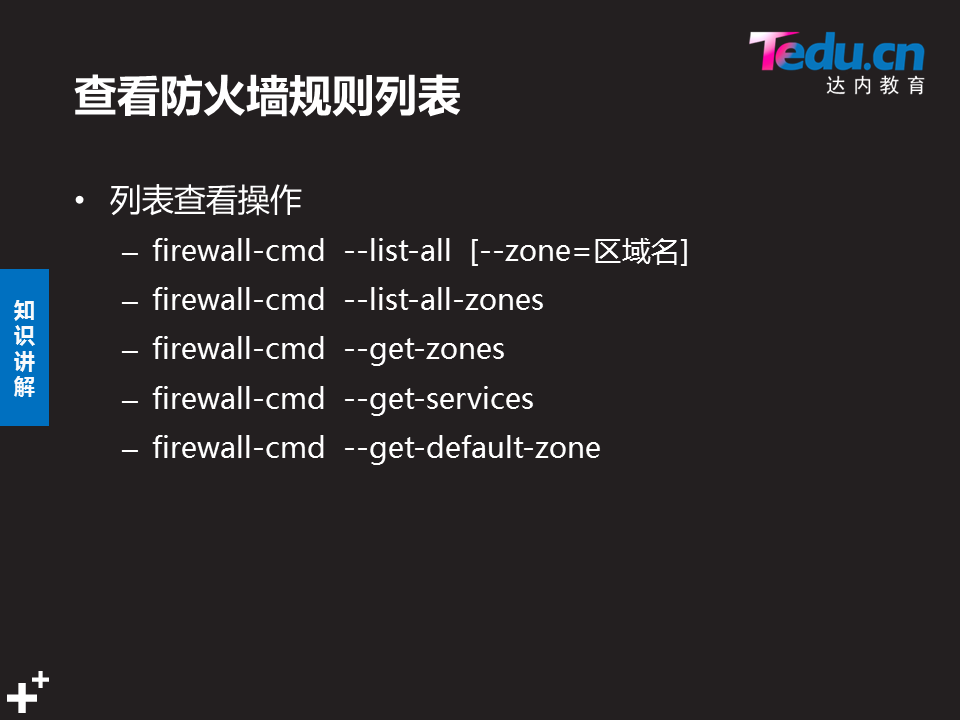 Tedu.cn
达内教育
查看防火墙规则列表
• 列表查看操作
– firewall-cmd --list-all [--zone=区域名]
– firewall-cmd --list-all-zones
– firewall-cmd --get-zones
– firewall-cmd --get-services
– firewall-cmd --get-default-zone
知
识
讲
解